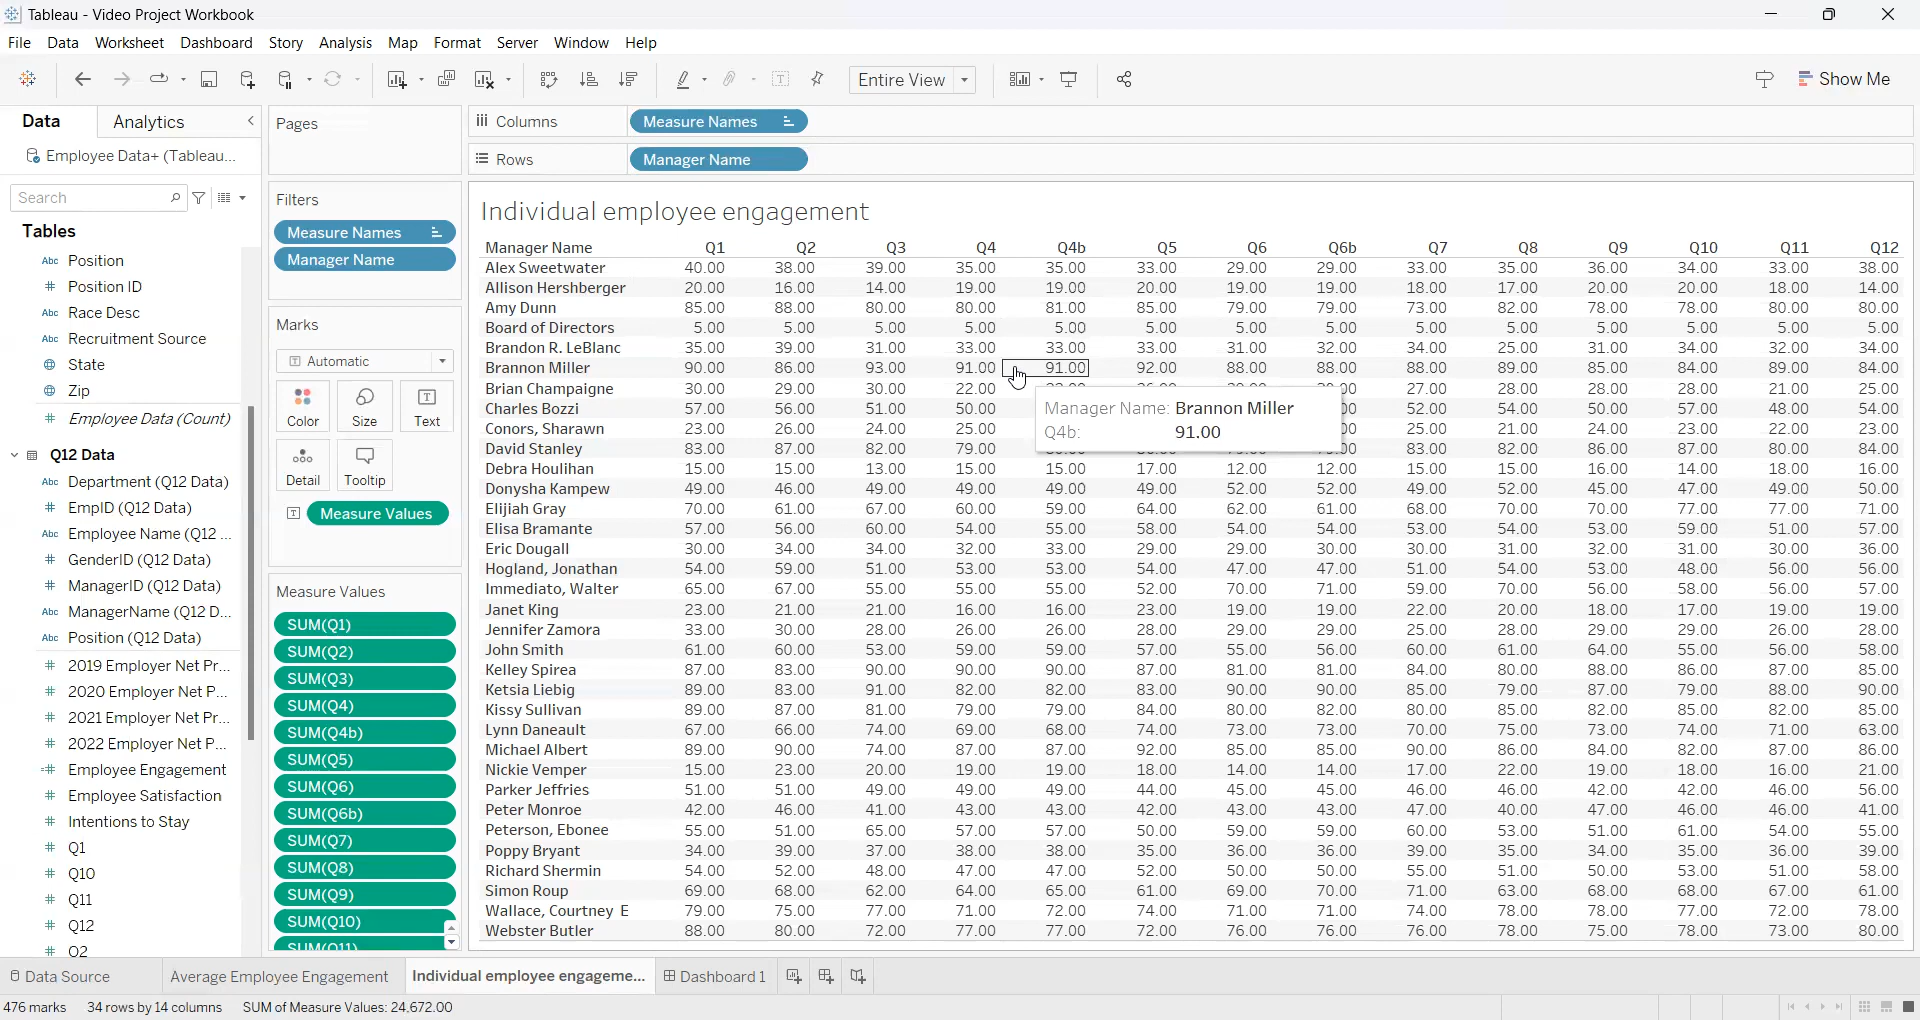 Tableau - Video Project Workbook
File Data Worksheet Dashboard Story Analysis Map Format Server Window Help
Entire View
Show Me
Data Analytics
Employee Data+ (Tableau...
Search
Tables
Abc Position
# Position ID
Abc Race Desc
Abc Recruitment Source
State
Zip
# Employee Data (Count)
Q12 Data
Abc Department (Q12 Data)
# EmpID (Q12 Data)
Abc Employee Name (Q12 ...
# GenderID (Q12 Data)
# ManagerID (Q12 Data)
Abc ManagerName (Q12 D...
Abc Position (Q12 Data)
# 2019 Employer Net Pr...
# 2020 Employer Net P...
# 2021 Employer Net Pr...
# 2022 Employer Net P...
=# Employee Engagement
# Employee Satisfaction
# Intentions to Stay
# Q1
# Q10
# Q11
# Q12
# Q2
Pages
Filters
Measure Names
Manager Name
Marks
Automatic
Color Size Text
Detail Tooltip
Measure Values
Measure Values
SUM(Q1)
SUM(Q2)
SUM(Q3)
SUM(Q4)
SUM(Q4b)
SUM(Q5)
SUM(Q6)
SUM(Q6b)
SUM(Q7)
SUM(Q8)
SUM(Q9)
SUM(Q10)
SUM(Q11)
Columns Measure Names
Rows Manager Name
Individual employee engagement
Manager Name Q1 Q2 Q3 Q4 Q4b Q5 Q6 Q6b Q7 Q8 Q9 Q10 Q11 Q12
Alex Sweetwater 40.00 38.00 39.00 35.00 35.00 33.00 29.00 29.00 33.00 35.00 36.00 34.00 33.00 38.00
Allison Hershberger 20.00 16.00 14.00 19.00 19.00 20.00 19.00 19.00 18.00 17.00 20.00 20.00 18.00 14.00
Amy Dunn 85.00 88.00 80.00 80.00 81.00 85.00 79.00 79.00 73.00 82.00 78.00 78.00 80.00 80.00
Board of Directors 5.00 5.00 5.00 5.00 5.00 5.00 5.00 5.00 5.00 5.00 5.00 5.00 5.00 5.00
Brandon R. LeBlanc 35.00 39.00 31.00 33.00 33.00 33.00 31.00 32.00 34.00 25.00 31.00 34.00 32.00 34.00
Brannon Miller 90.00 86.00 93.00 91.00 91.00 92.00 88.00 88.00 88.00 89.00 85.00 84.00 89.00 84.00
Brian Champaigne 30.00 29.00 30.00 22.00 27.00 28.00 28.00 28.00 21.00 25.00
Charles Bozzi 57.00 56.00 51.00 50.00 52.00 54.00 50.00 57.00 48.00 54.00
Conors, Sharawn 23.00 26.00 24.00 25.00 25.00 21.00 24.00 23.00 22.00 23.00
David Stanley 83.00 87.00 82.00 79.00 83.00 82.00 86.00 87.00 80.00 84.00
Manager Name: Brannon Miller
Q4b: 91.00
Debra Houlihan 15.00 15.00 13.00 15.00 15.00 17.00 12.00 12.00 15.00 15.00 16.00 14.00 18.00 16.00
Donysha Kampew 49.00 46.00 49.00 49.00 49.00 49.00 52.00 52.00 49.00 52.00 45.00 47.00 49.00 50.00
Elijiah Gray 70.00 61.00 67.00 60.00 59.00 64.00 62.00 61.00 68.00 70.00 70.00 77.00 77.00 71.00
Elisa Bramante 57.00 56.00 60.00 54.00 55.00 58.00 54.00 54.00 53.00 54.00 53.00 59.00 51.00 57.00
Eric Dougall 30.00 34.00 34.00 32.00 33.00 29.00 29.00 30.00 30.00 31.00 32.00 31.00 30.00 36.00
Hogland, Jonathan 54.00 59.00 51.00 53.00 53.00 54.00 47.00 47.00 51.00 54.00 53.00 48.00 56.00 56.00
Immediato, Walter 65.00 67.00 55.00 55.00 55.00 52.00 70.00 71.00 59.00 70.00 56.00 58.00 56.00 57.00
Janet King 23.00 21.00 21.00 16.00 16.00 23.00 19.00 19.00 22.00 20.00 18.00 17.00 19.00 19.00
Jennifer Zamora 33.00 30.00 28.00 26.00 26.00 28.00 29.00 29.00 25.00 28.00 29.00 29.00 26.00 28.00
John Smith 61.00 60.00 53.00 59.00 59.00 57.00 55.00 56.00 60.00 61.00 64.00 55.00 56.00 58.00
Kelley Spirea 87.00 83.00 90.00 90.00 90.00 87.00 81.00 81.00 84.00 80.00 88.00 86.00 87.00 85.00
Ketsia Liebig 89.00 83.00 91.00 82.00 82.00 83.00 90.00 90.00 85.00 79.00 87.00 79.00 88.00 90.00
Kissy Sullivan 89.00 87.00 81.00 79.00 79.00 84.00 80.00 82.00 80.00 85.00 82.00 85.00 82.00 85.00
Lynn Daneault 67.00 66.00 74.00 69.00 68.00 74.00 73.00 73.00 70.00 75.00 73.00 74.00 71.00 63.00
Michael Albert 89.00 90.00 74.00 87.00 87.00 92.00 85.00 85.00 90.00 86.00 84.00 82.00 87.00 86.00
Nickie Vemper 15.00 23.00 20.00 19.00 19.00 18.00 14.00 14.00 17.00 22.00 19.00 18.00 16.00 21.00
Parker Jeffries 51.00 51.00 49.00 49.00 49.00 44.00 45.00 45.00 46.00 46.00 42.00 42.00 46.00 56.00
Peter Monroe 42.00 46.00 41.00 43.00 43.00 42.00 43.00 43.00 47.00 40.00 47.00 46.00 46.00 41.00
Peterson, Ebonee 55.00 51.00 65.00 57.00 57.00 50.00 59.00 59.00 60.00 53.00 51.00 61.00 54.00 55.00
Poppy Bryant 34.00 39.00 37.00 38.00 38.00 35.00 36.00 36.00 39.00 35.00 34.00 35.00 36.00 39.00
Richard Shermin 54.00 52.00 48.00 47.00 47.00 52.00 50.00 50.00 55.00 51.00 50.00 53.00 51.00 58.00
Simon Roup 69.00 68.00 62.00 64.00 65.00 61.00 69.00 70.00 71.00 63.00 68.00 68.00 67.00 61.00
Wallace, Courtney E 79.00 75.00 77.00 71.00 72.00 74.00 71.00 71.00 74.00 78.00 78.00 77.00 72.00 78.00
Webster Butler 88.00 80.00 72.00 77.00 77.00 72.00 76.00 76.00 76.00 78.00 75.00 78.00 73.00 80.00
Data Source Average Employee Engagement Individual employee engageme... Dashboard 1
476 marks 34 rows by 14 columns SUM of Measure Values: 24,672.00